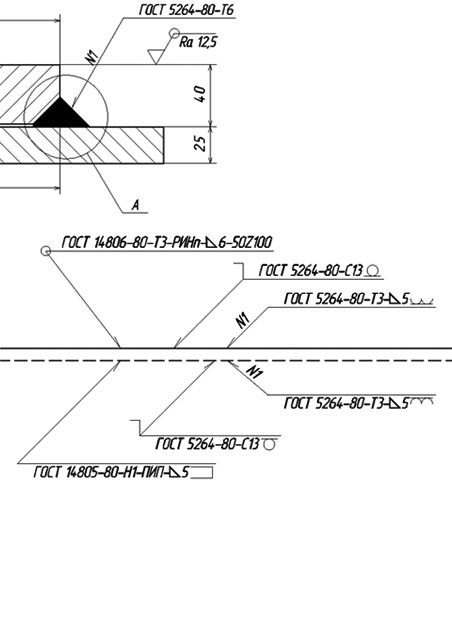 ГОСТ 5264-80-Т6
N1
Ra 12,5
40
25
А
ГОСТ 14806-80-Т3-РИНп-⊿6-50Z100
ГОСТ 5264-80-С13
ГОСТ 5264-80-Т3-⊿5
N1
N1
ГОСТ 5264-80-Т3-⊿5
ГОСТ 5264-80-С13
ГОСТ 14805-80-Н1-ПИП-⊿5